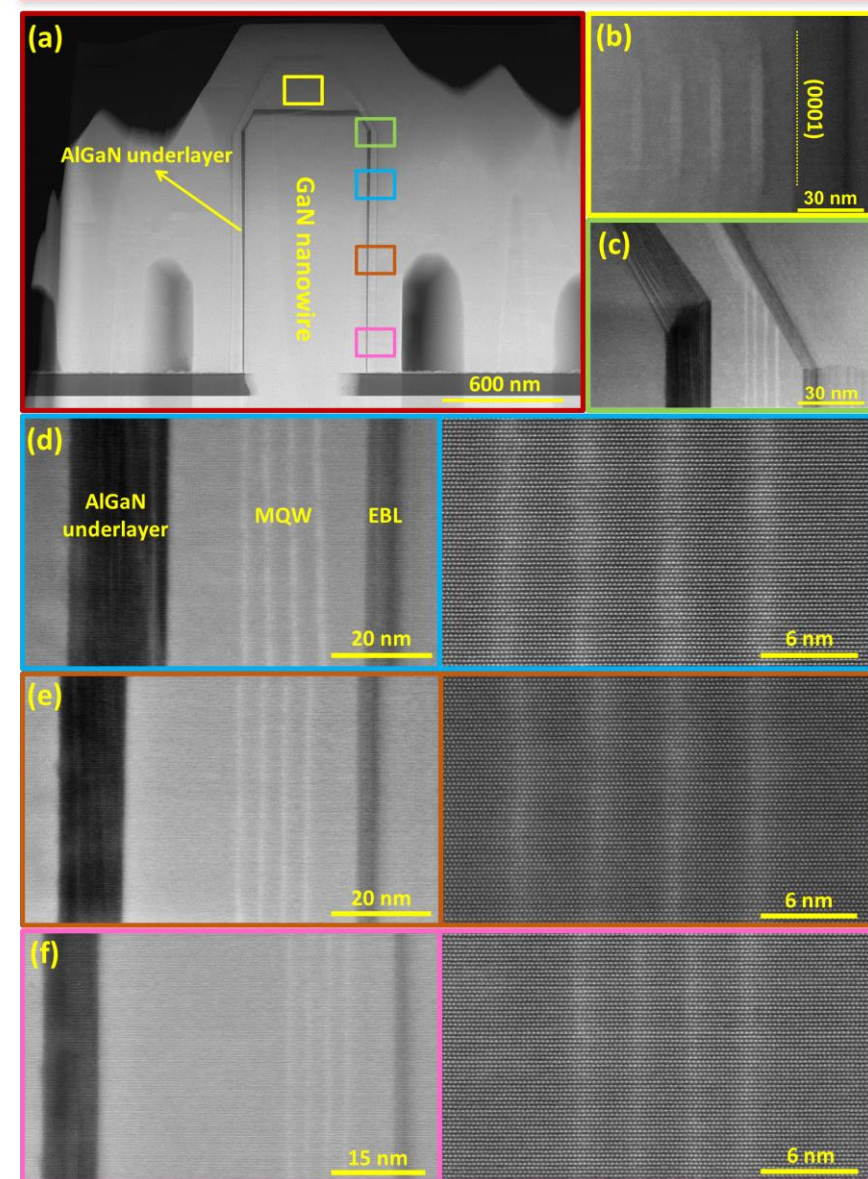 (a)
AlGaN underlayer
GaN nanowire
600 nm
(b)
(0001)
30 nm
(c)
30 nm
(d)
AlGaN
underlayer
MQW
EBL
20 nm
6 nm
(e)
20 nm
6 nm
(f)
15 nm
6 nm